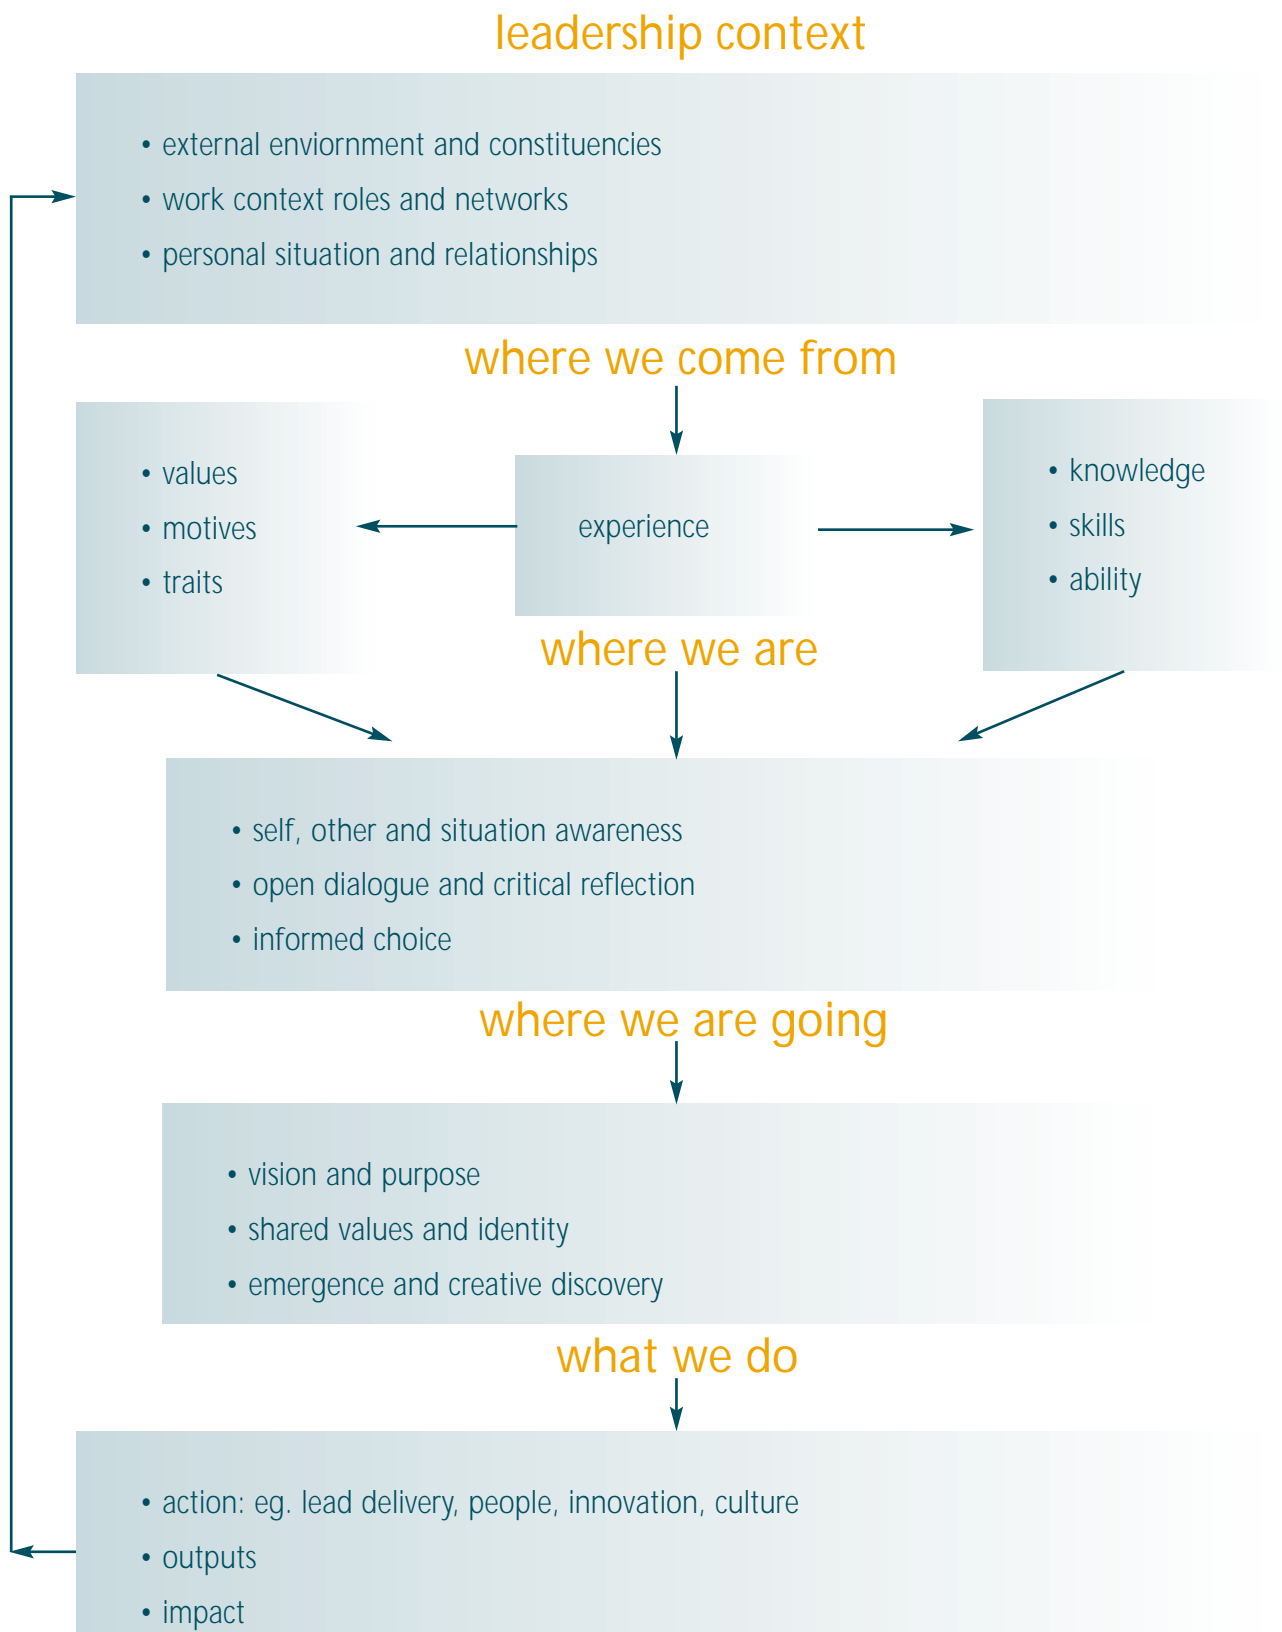 leadership context
• external enviornment and constituencies
• work context roles and networks
• personal situation and relationships
where we come from
• values
• motives
• traits
experience
• knowledge
• skills
• ability
where we are
• self, other and situation awareness
• open dialogue and critical reflection
• informed choice
where we are going
• vision and purpose
• shared values and identity
• emergence and creative discovery
what we do
• action: eg. lead delivery, people, innovation, culture
• outputs
• impact